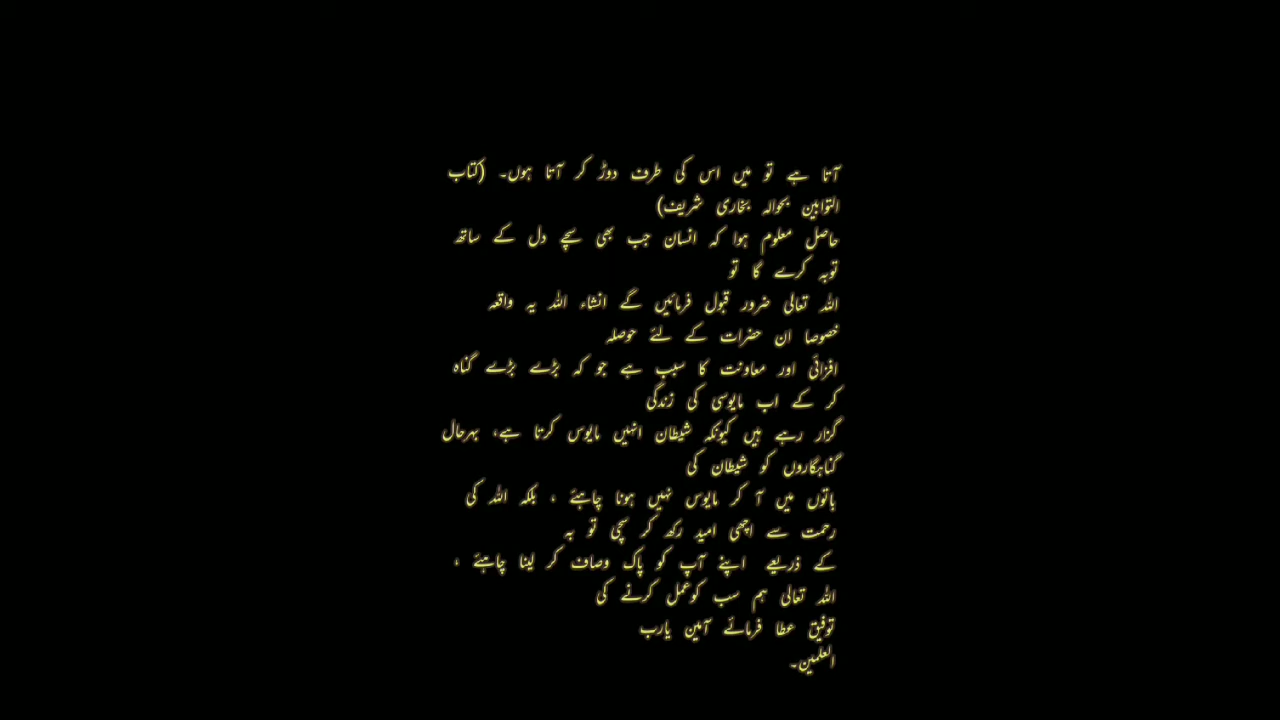 آتا ہے تو میں اس کی طرف دوڑ کر آتا ہوں۔ (کتاب
التوابین بحوالہ بخاری شریف)
حاصل معلوم ہوا کہ انسان جب بھی سچے دل کے ساتھ
توبہ کرے گا تو
اللہ تعالی ضرور قبول فرمائیں گے انشاء اللہ یہ واقعہ
خصوصا ان حضرات کے لئے حوصلہ
افزائی اور معاونت کا سبب ہے جو کہ بڑے بڑے گناہ
کر کے اب مایوسی کی زندگی
گزار رہے ہیں کیونکہ شیطان انہیں مایوس کرتا ہے، بہرحال
گناہگاروں کو شیطان کی
باتوں میں آ کر مایوس نہیں ہونا چاہئے ، بلکہ اللہ کی
رحمت سے اچھی امید رکھ کر سچی تو بہ
کے ذریعے اپنے آپ کو پاک وصاف کر لینا چاہئے ،
اللہ تعالی ہم سب کوعمل کرنے کی
توفیق عطا فرمائے آمین یارب
العلمین۔